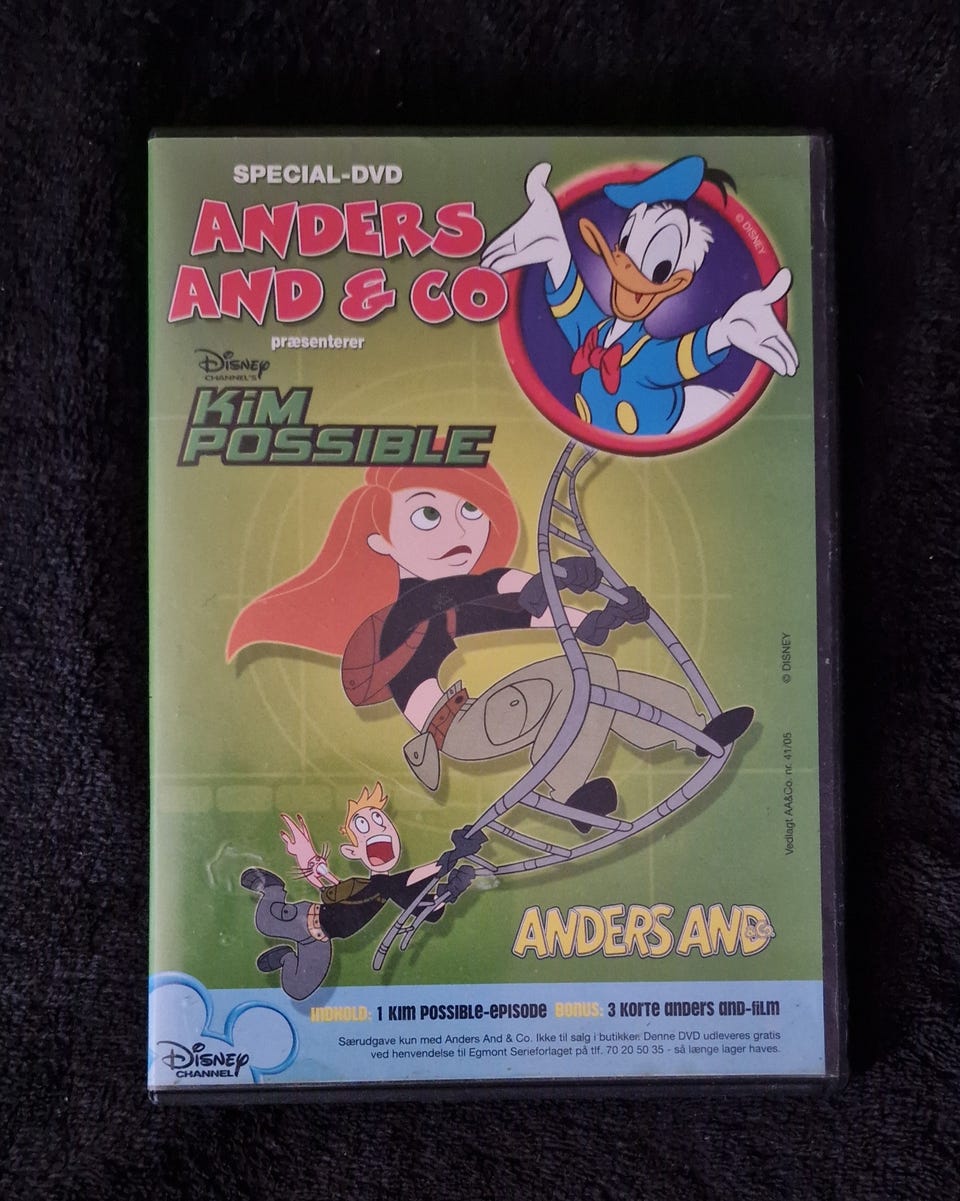 SPECIAL-DVD
ANDERS
AND & CO
præsenterer
© DISNEY
Disney
CHANNEL'S
KiM
POSSIBLE
© DISNEY
Vedlagt AA&Co. nr. 41/05
ANDERS AND
& Co.
INDHOLD: 1 KIM POSSIBLE-EPISODE BONUS: 3 KORTE ANDERS AND-FILM
Særudgave kun med Anders And & Co. Ikke til salg i butikker. Denne DVD udleveres gratis
ved henvendelse til Egmont Serieforlaget på tlf. 70 20 50 35 - så længe lager haves.
Disney
CHANNEL